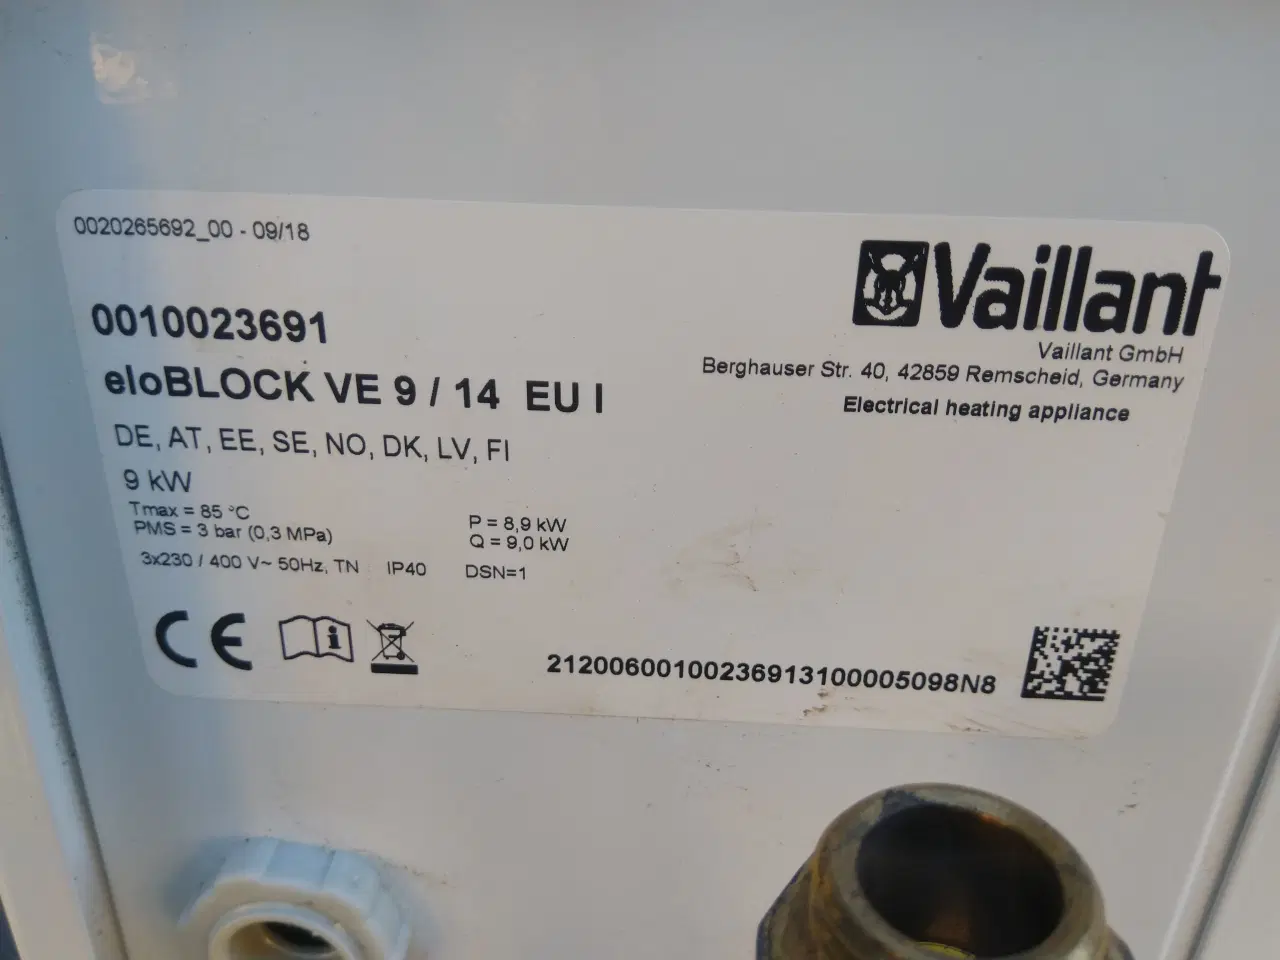 0020265692_00 - 09/18
Vaillant
Vaillant GmbH
Berghauser Str. 40, 42859 Remscheid, Germany
Electrical heating appliance
0010023691
eloBLOCK VE 9 / 14 EU I
DE, AT, EE, SE, NO, DK, LV, FI
9 kW
Tmax = 85 °C
PMS = 3 bar (0,3 MPa)
P = 8,9 kW
Q = 9,0 kW
3x230 / 400 V~ 50Hz, TN IP40 DSN=1
CE
21200600100236913100005098N8